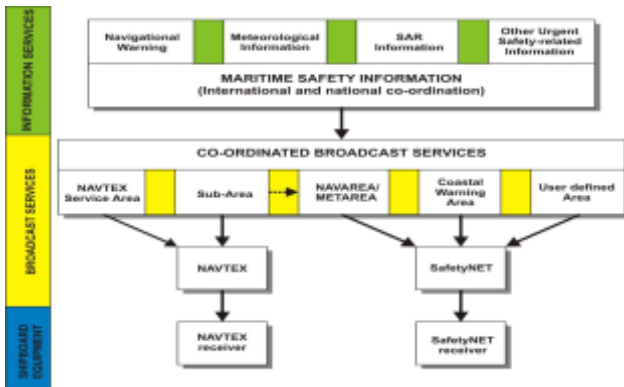 INFORMATION SERVICES
Navigational
Warning
Meteorological
Information
SAR
Information
Other Urgent
Safety-related
Information
MARITIME SAFETY INFORMATION
(International and national co-ordination)
BROADCAST SERVICES
CO-ORDINATED BROADCAST SERVICES
NAVTEX
Service Area
Sub-Area
NAVAREA/
METAREA
Coastal
Warning
Area
User defined
Area
NAVTEX
SafetyNET
SHIPBOARD
EQUIPMENT
NAVTEX
receiver
SafetyNET
receiver